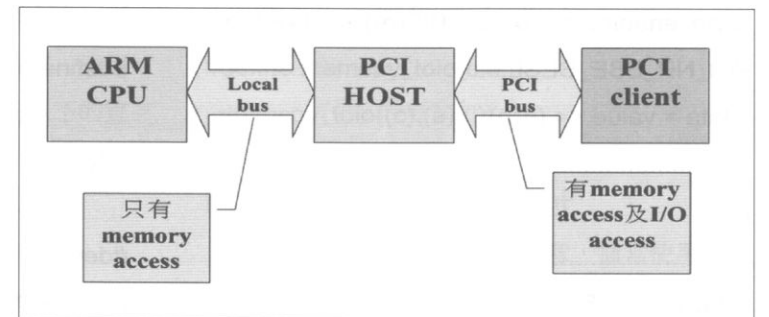 ARM
CPU
Local
bus
PCI
HOST
PCI
bus
PCI
client
只有
memory
access
有memory
access及I/O
access